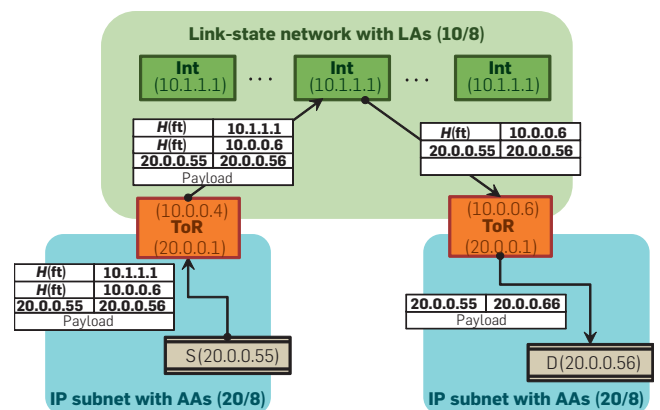 Link-state network with LAs (10/8)
Int
(10.1.1.1)
...
Int
(10.1.1.1)
...
Int
(10.1.1.1)
H(ft) 10.1.1.1
H(ft) 10.0.0.6
20.0.0.55 20.0.0.56
Payload
H(ft) 10.0.0.6
20.0.0.55 20.0.0.56
(10.0.0.4)
ToR
(20.0.0.1)
(10.0.0.6)
ToR
(20.0.0.1)
H(ft) 10.1.1.1
H(ft) 10.0.0.6
20.0.0.55 20.0.0.56
Payload
20.0.0.55 20.0.0.66
Payload
S(20.0.0.55)
D(20.0.0.56)
IP subnet with AAs (20/8)
IP subnet with AAs (20/8)